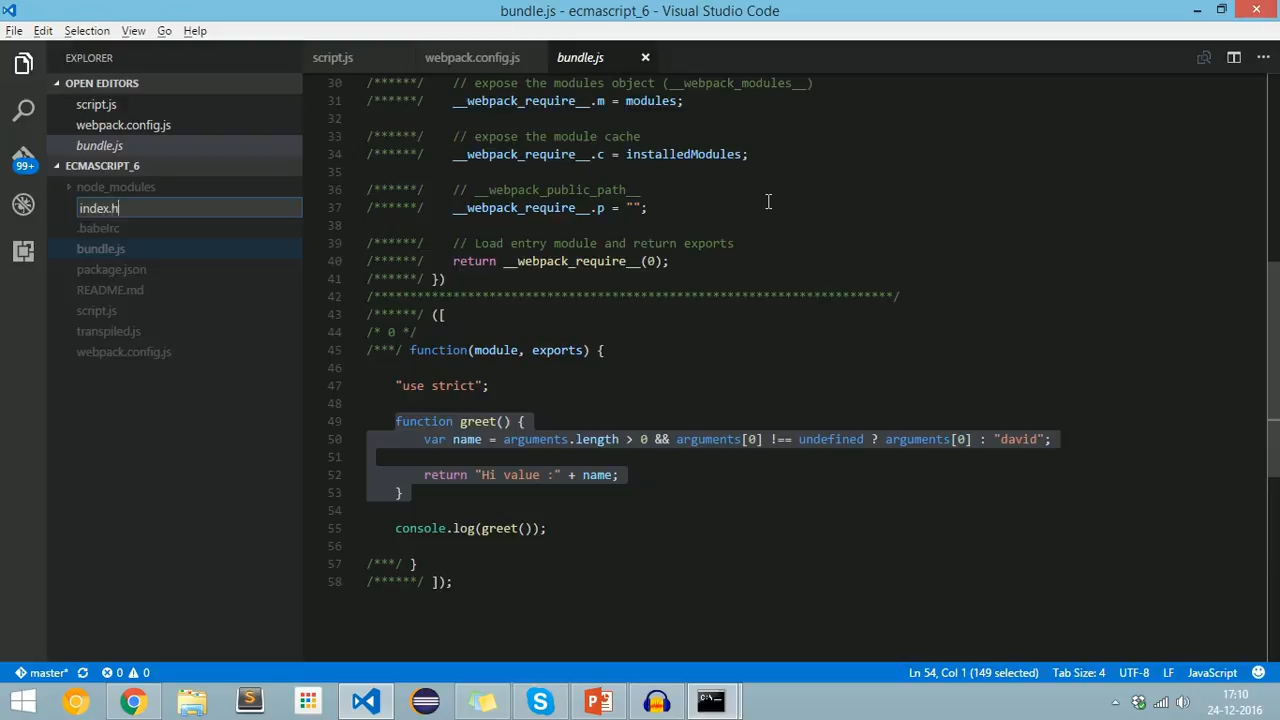 bundle.js - ecmascript_6 - Visual Studio Code
File Edit Selection View Go Help
EXPLORER
OPEN EDITORS
script.js
webpack.config.js
bundle.js
99+
ECMASCRIPT_6
node_modules
index.h
.babelrc
bundle.js
package.json
README.md
script.js
transpiled.js
webpack.config.js
script.js webpack.config.js bundle.js
30 /******/ // expose the modules object (__webpack_modules__)
31 /******/ __webpack_require__.m = modules;
32
33 /******/ // expose the module cache
34 /******/ __webpack_require__.c = installedModules;
35
36 /******/ // __webpack_public_path__
37 /******/ __webpack_require__.p = "";
38
39 /******/ // Load entry module and return exports
40 /******/ return __webpack_require__(0);
41 /******/ })
42 /************************************************************************/
43 /******/ ([
44 /* 0 */
45 /***/ function(module, exports) {
46
47 "use strict";
48
49 function greet() {
50 var name = arguments.length > 0 && arguments[0] !== undefined ? arguments[0] : "david";
51
52 return "Hi value :" + name;
53 }
54
55 console.log(greet());
56
57 /***/ }
58 /******/ ]);
master* 0 0 Ln 54, Col 1 (149 selected) Tab Size: 4 UTF-8 LF JavaScript
17:10
24-12-2016